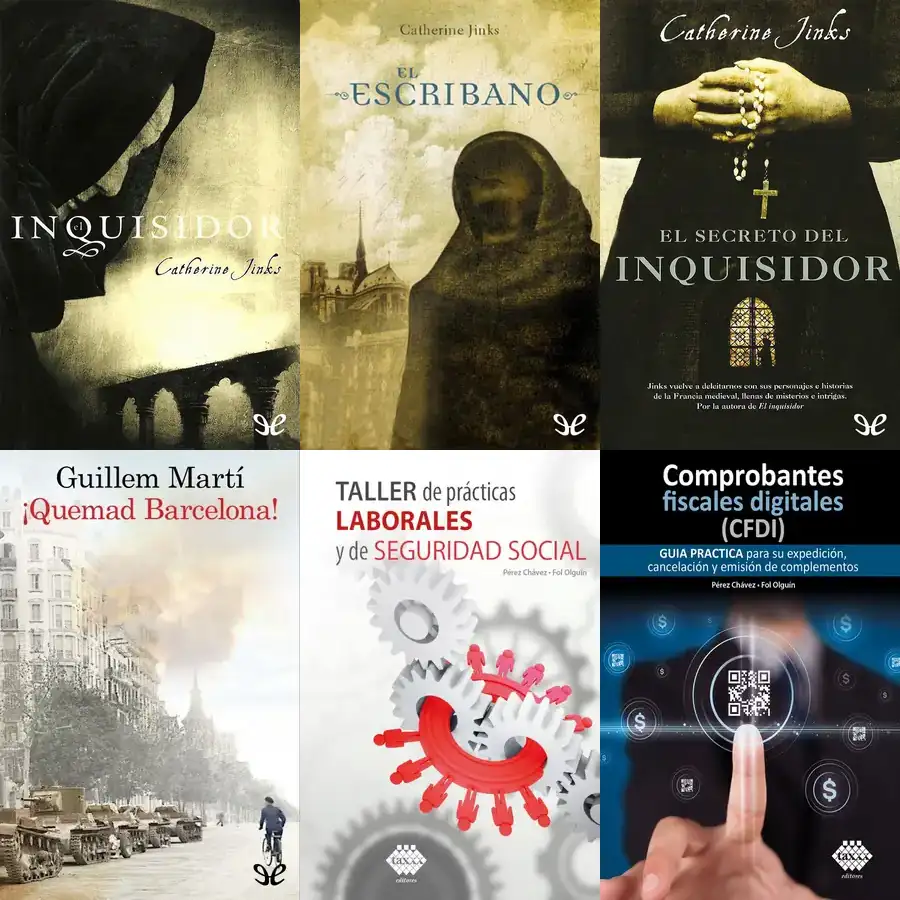 INQUISIDOR
el
Catherine Jinks
Catherine Jinks
EL
ESCRIBANO
Catherine Jinks
EL SECRETO DEL
INQUISIDOR
Jinks vuelve a deleitarnos con sus personajes e historias
de la Francia medieval, llenas de misterios e intrigas.
Por la autora de El inquisidor
Guillem Martí
¡Quemad Barcelona!
TALLER de prácticas
LABORALES
y de SEGURIDAD SOCIAL
Pérez Chávez • Fol Olguín
taxxx
editores
Comprobantes
fiscales digitales
(CFDI)
GUIA PRACTICA para su expedición,
cancelación y emisión de complementos
Pérez Chávez • Fol Olguín
taxxx
editores